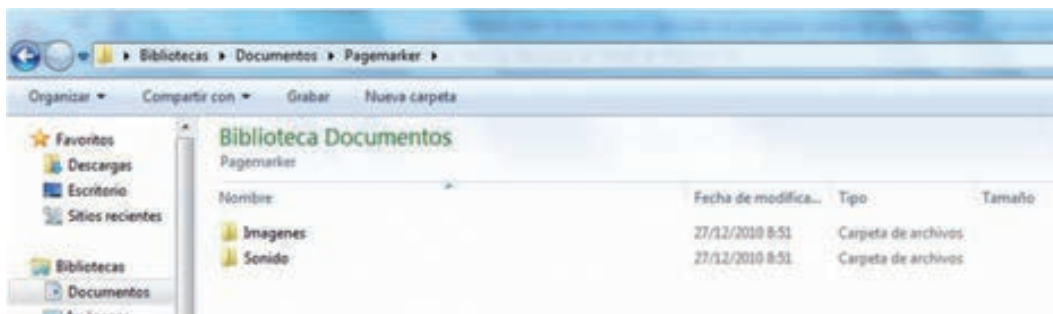 Bibliotecas ▸ Documentos ▸ Pagemarker ▸
Organizar Compartir con Grabar Nueva carpeta
Favoritos
Descargas
Escritorio
Sitios recientes
Bibliotecas
Documentos
Biblioteca Documentos
Pagemarker
Nombre Fecha de modifica... Tipo Tamaño
Imagenes 27/12/2010 8:51 Carpeta de archivos
Sonido 27/12/2010 8:51 Carpeta de archivos